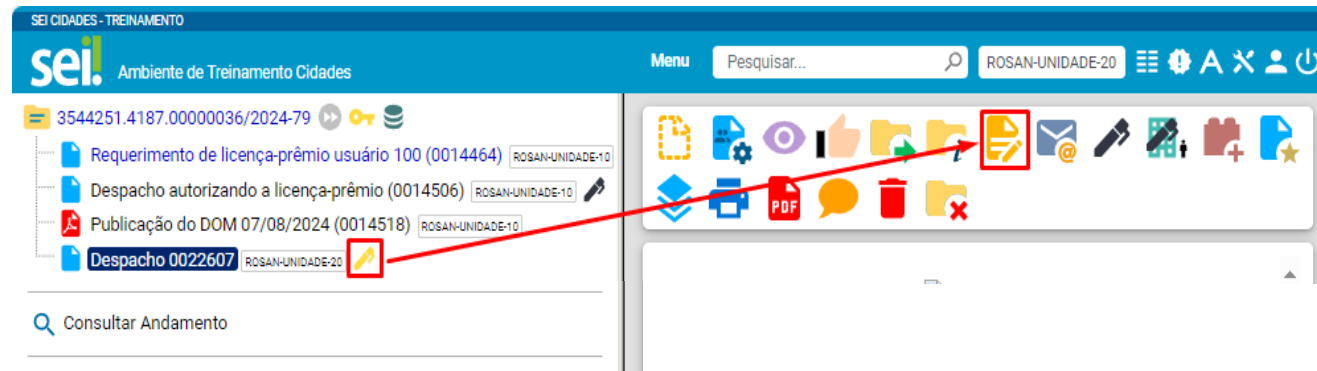 SEI CIDADES - TREINAMENTO
sei! Ambiente de Treinamento Cidades
Menu Pesquisar... ROSAN-UNIDADE-20 A
3544251.4187.00000036/2024-79
Requerimento de licença-prêmio usuário 100 (0014464) ROSAN-UNIDADE-10
Despacho autorizando a licença-prêmio (0014506) ROSAN-UNIDADE-10
Publicação do DOM 07/08/2024 (0014518) ROSAN-UNIDADE-10
Despacho 0022607 ROSAN-UNIDADE-20
Consultar Andamento
i
@
PDF